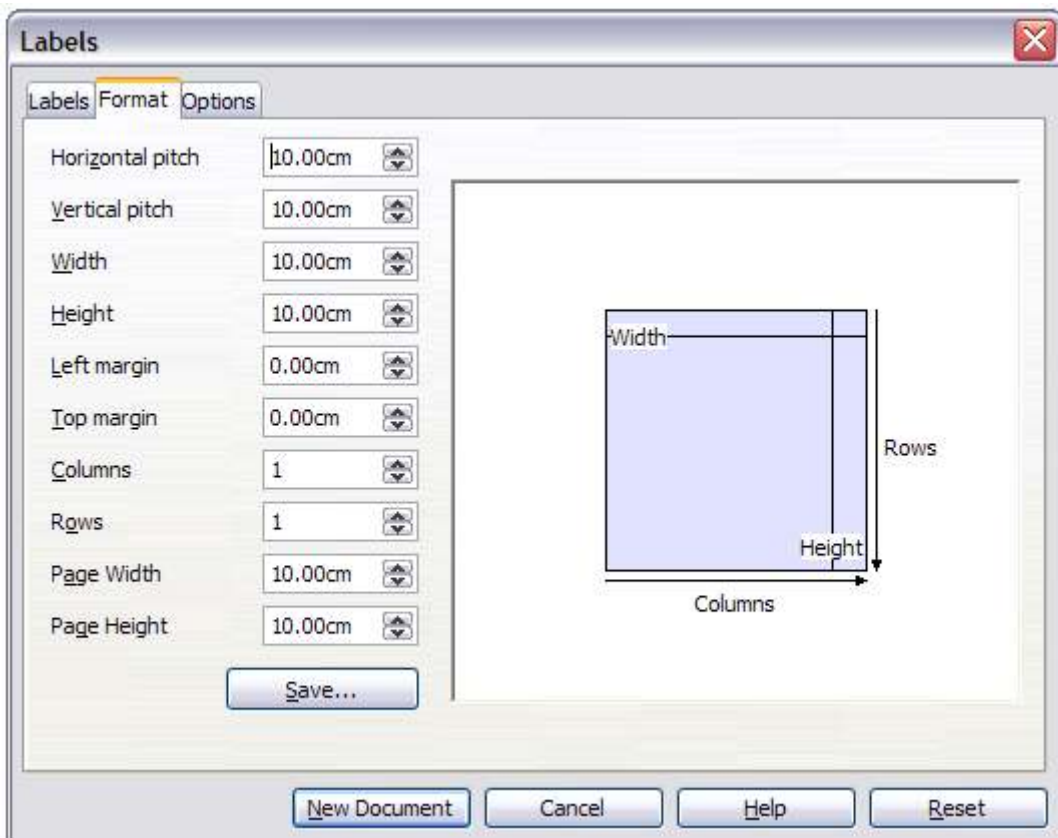 Labels
Labels Format Options
Horizontal pitch 10.00cm
Vertical pitch 10.00cm
Width 10.00cm
Height 10.00cm
Left margin 0.00cm
Top margin 0.00cm
Columns 1
Rows 1
Page Width 10.00cm
Page Height 10.00cm
Save...
Width
Rows
Height
Columns
New Document Cancel Help Reset